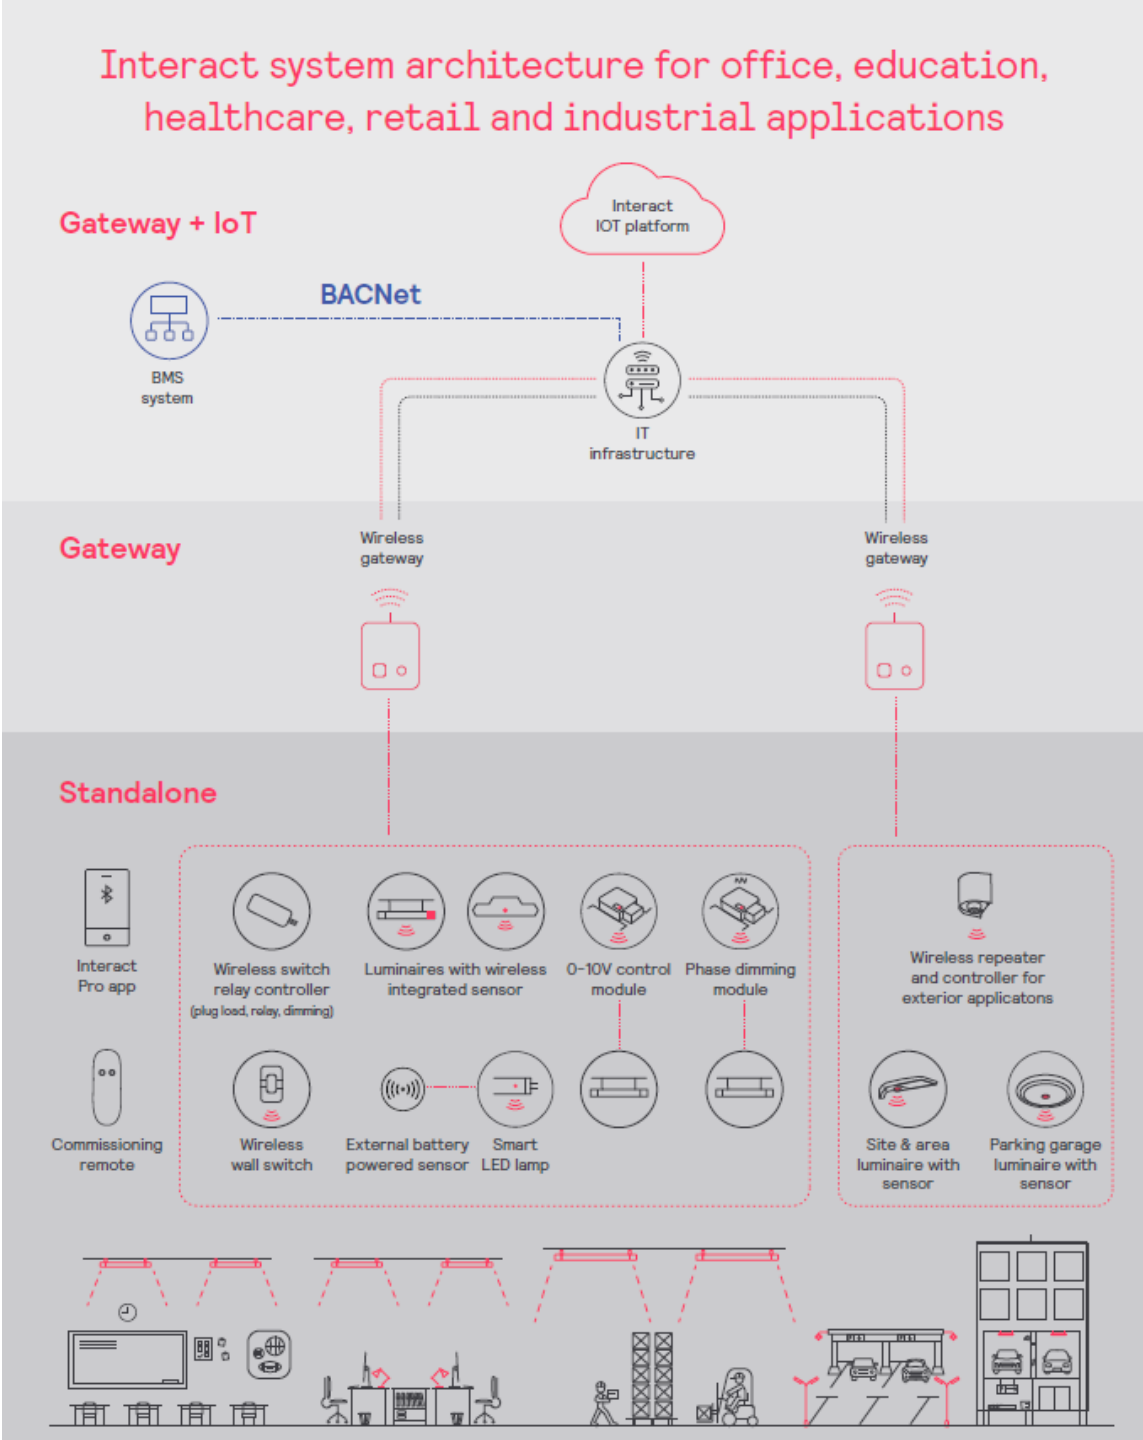 Interact system architecture for office, education,
healthcare, retail and industrial applications
Gateway + IoT
Interact
IOT platform
BACNet
BMS
system
IT
infrastructure
Gateway
Wireless
gateway
Wireless
gateway
Standalone
Interact
Pro app
Wireless switch
relay controller
(plug load, relay, dimming)
Luminaires with wireless
integrated sensor
0-10V control
module
Phase dimming
module
Wireless repeater
and controller for
exterior applicatons
Commissioning
remote
Wireless
wall switch
External battery
powered sensor
Smart
LED lamp
Site & area
luminaire with
sensor
Parking garage
luminaire with
sensor